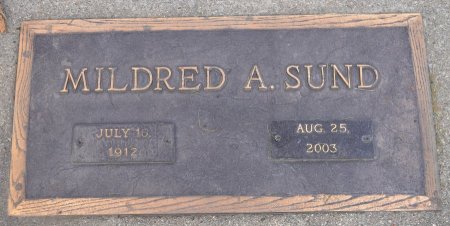 MILDRED A. SUND
JULY 16,
1912
AUG. 25,
2003